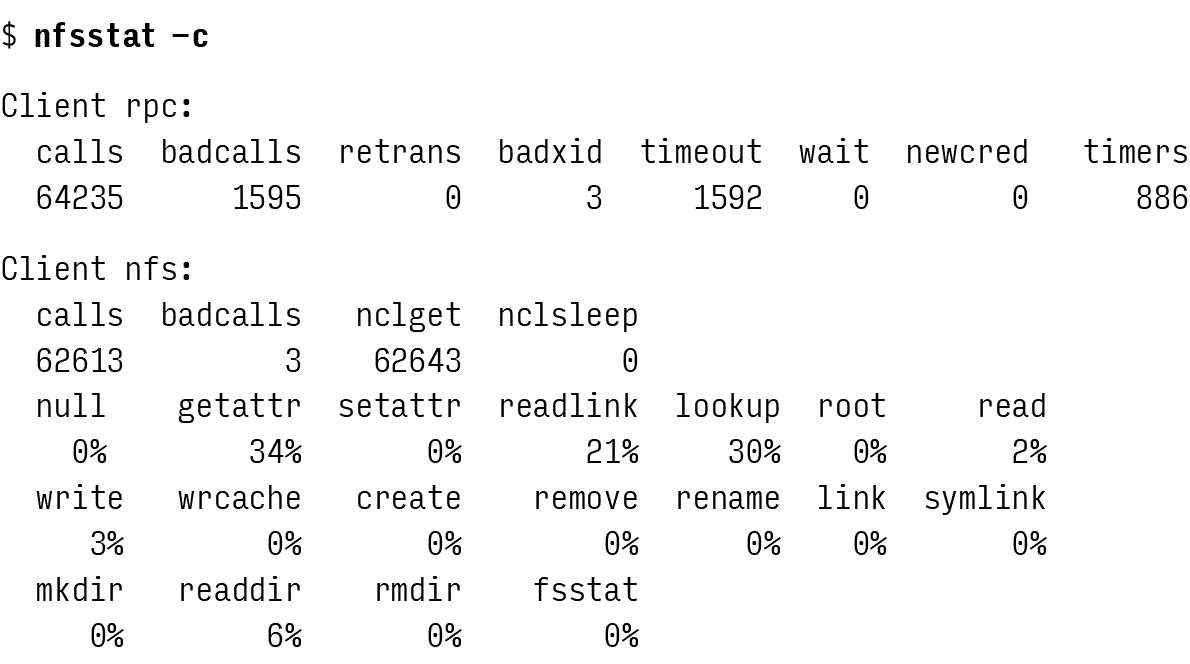 $ nfsstat –c
Client rpc:
calls badcalls retrans badxid timeout wait newcred timers
64235 1595 0 3 1592 0 0 886
Client nfs:
calls badcalls nclget nclsleep
62613 3 62643 0
null getattr setattr readlink lookup root read
0% 34% 0% 21% 30% 0% 2%
write wrcache create remove rename link symlink
3% 0% 0% 0% 0% 0% 0%
mkdir readdir rmdir fsstat
0% 6% 0% 0%